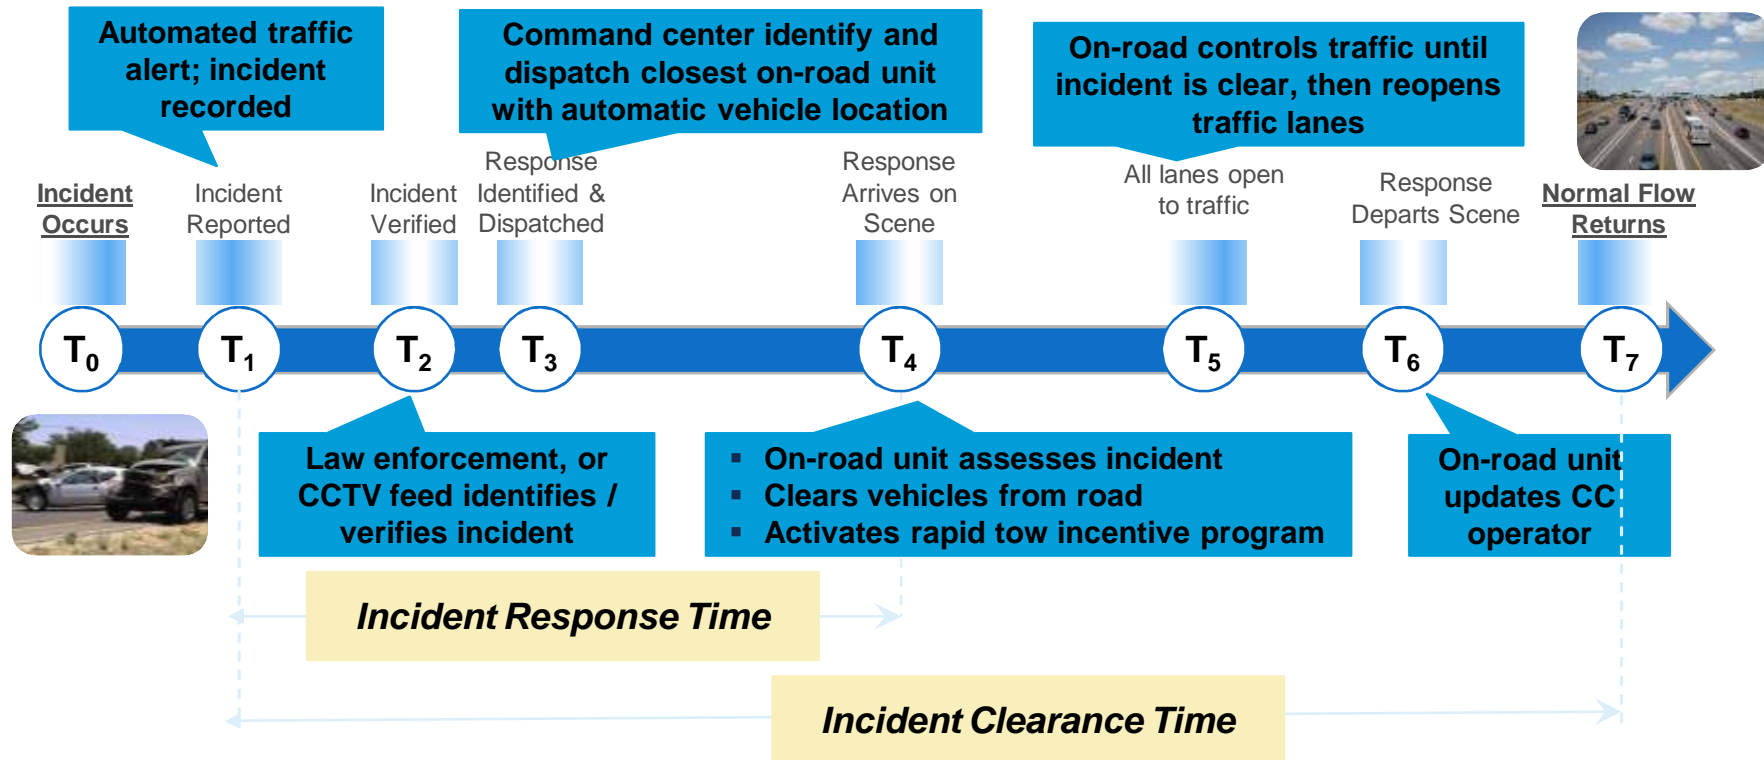 Automated traffic
alert; incident
recorded
Command center identify and
dispatch closest on-road unit
with automatic vehicle location
On-road controls traffic until
incident is clear, then reopens
traffic lanes
Incident
Occurs
Incident
Reported
Incident
Verified
Response
Identified &
Dispatched
Response
Arrives on
Scene
All lanes open
to traffic
Response
Departs Scene
Normal Flow
Returns
T0
T1
T2
T3
T4
T5
T6
T7
Law enforcement, or
CCTV feed identifies /
verifies incident
▪ On-road unit assesses incident
▪ Clears vehicles from road
▪ Activates rapid tow incentive program
On-road unit
updates CC
operator
Incident Response Time
Incident Clearance Time